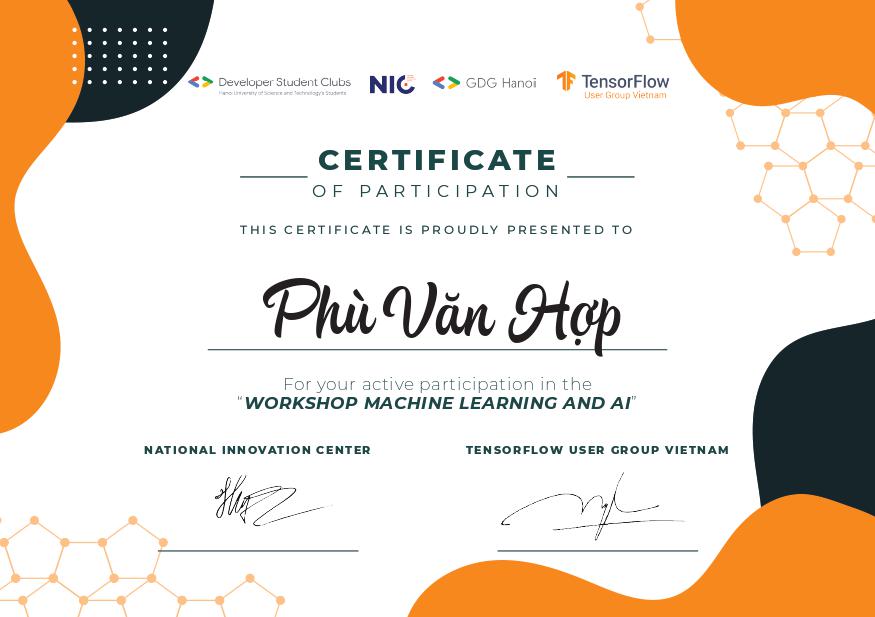 Developer Student Clubs
Hanoi University of Science and Technology's Students
NIC
GDG Hanoi
TensorFlow
User Group Vietnam
CERTIFICATE
OF PARTICIPATION
THIS CERTIFICATE IS PROUDLY PRESENTED TO
Phù Văn Hợp
For your active participation in the
“WORKSHOP MACHINE LEARNING AND AI”
NATIONAL INNOVATION CENTER
TENSORFLOW USER GROUP VIETNAM